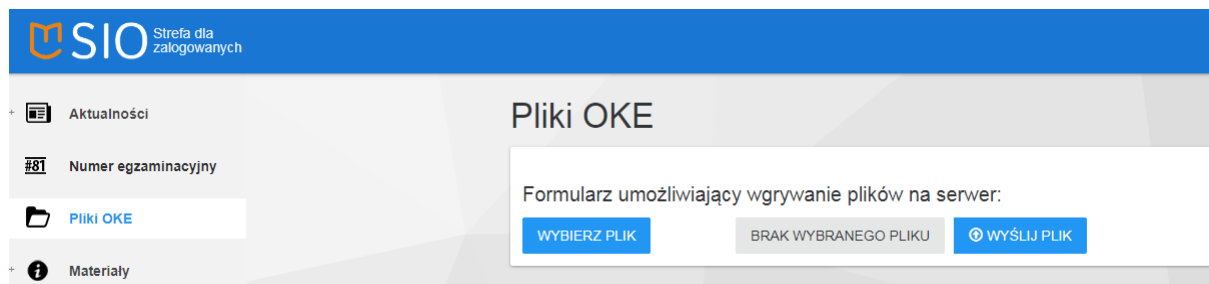 SIO Strefa dla
zalogowanych
Aktualności
#81 Numer egzaminacyjny
Pliki OKE
Materiały
Pliki OKE
Formularz umożliwiający wgrywanie plików na serwer:
WYBIERZ PLIK BRAK WYBRANEGO PLIKU WYŚLIJ PLIK